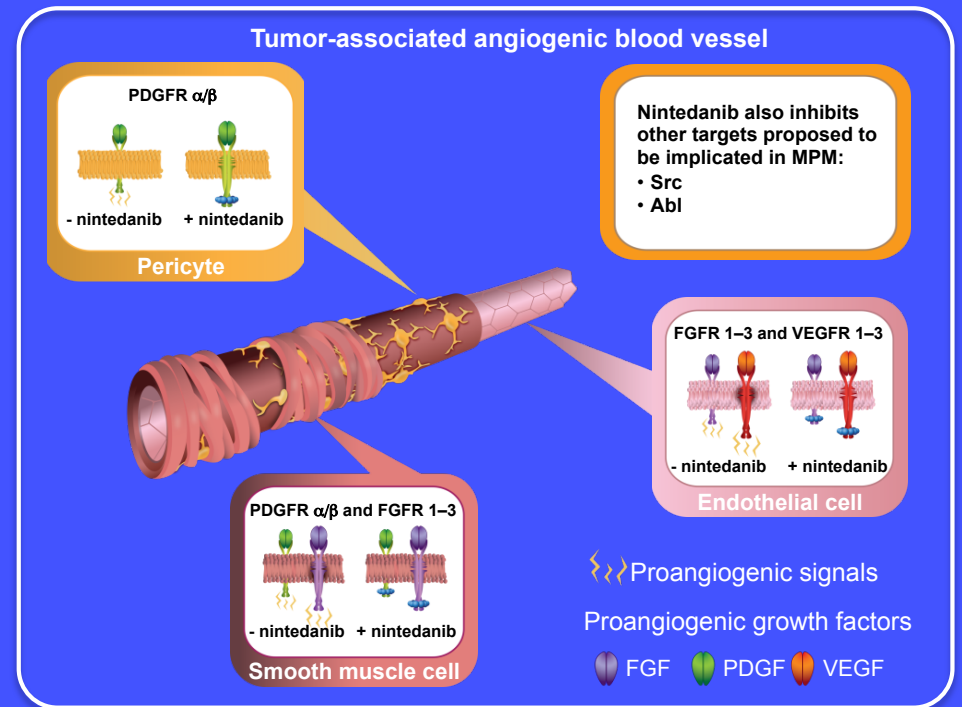 Tumor-associated angiogenic blood vessel
PDGFR α/β
- nintedanib + nintedanib
Pericyte
Nintedanib also inhibits
other targets proposed to
be implicated in MPM:
• Src
• Abl
FGFR 1–3 and VEGFR 1–3
- nintedanib + nintedanib
Endothelial cell
PDGFR α/β and FGFR 1–3
- nintedanib + nintedanib
Smooth muscle cell
Proangiogenic signals
Proangiogenic growth factors
FGF PDGF VEGF